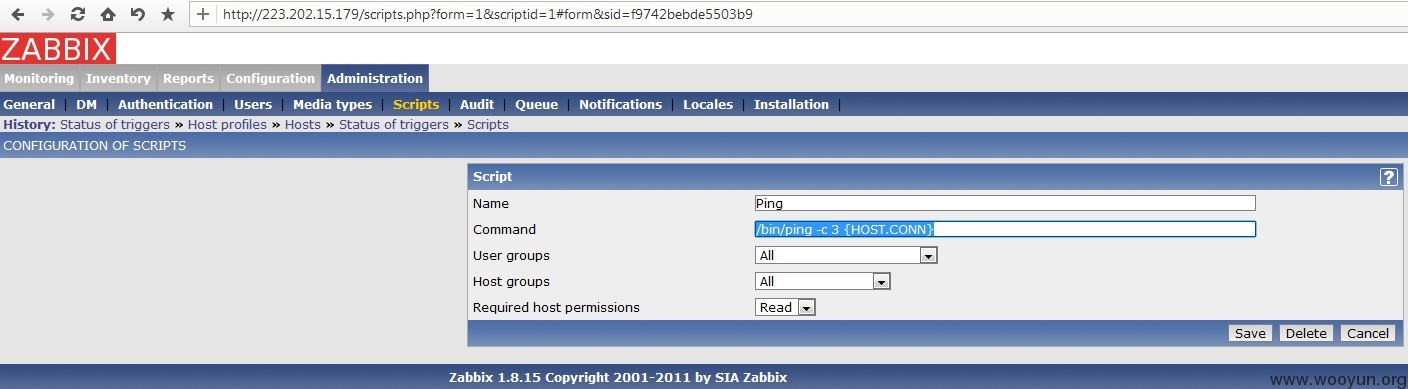 http://223.202.15.179/scripts.php?form=1&scriptid=1#form&sid=f9742bebde5503b9
ZABBIX
Monitoring Inventory Reports Configuration Administration
General | DM | Authentication | Users | Media types | Scripts | Audit | Queue | Notifications | Locales | Installation |
History: Status of triggers » Host profiles » Hosts » Status of triggers » Scripts
CONFIGURATION OF SCRIPTS
Script ?
Name Ping
Command /bin/ping -c 3 {HOST.CONN}
User groups All
Host groups All
Required host permissions Read
Save Delete Cancel
Zabbix 1.8.15 Copyright 2001-2011 by SIA Zabbix
www.wooyun.org